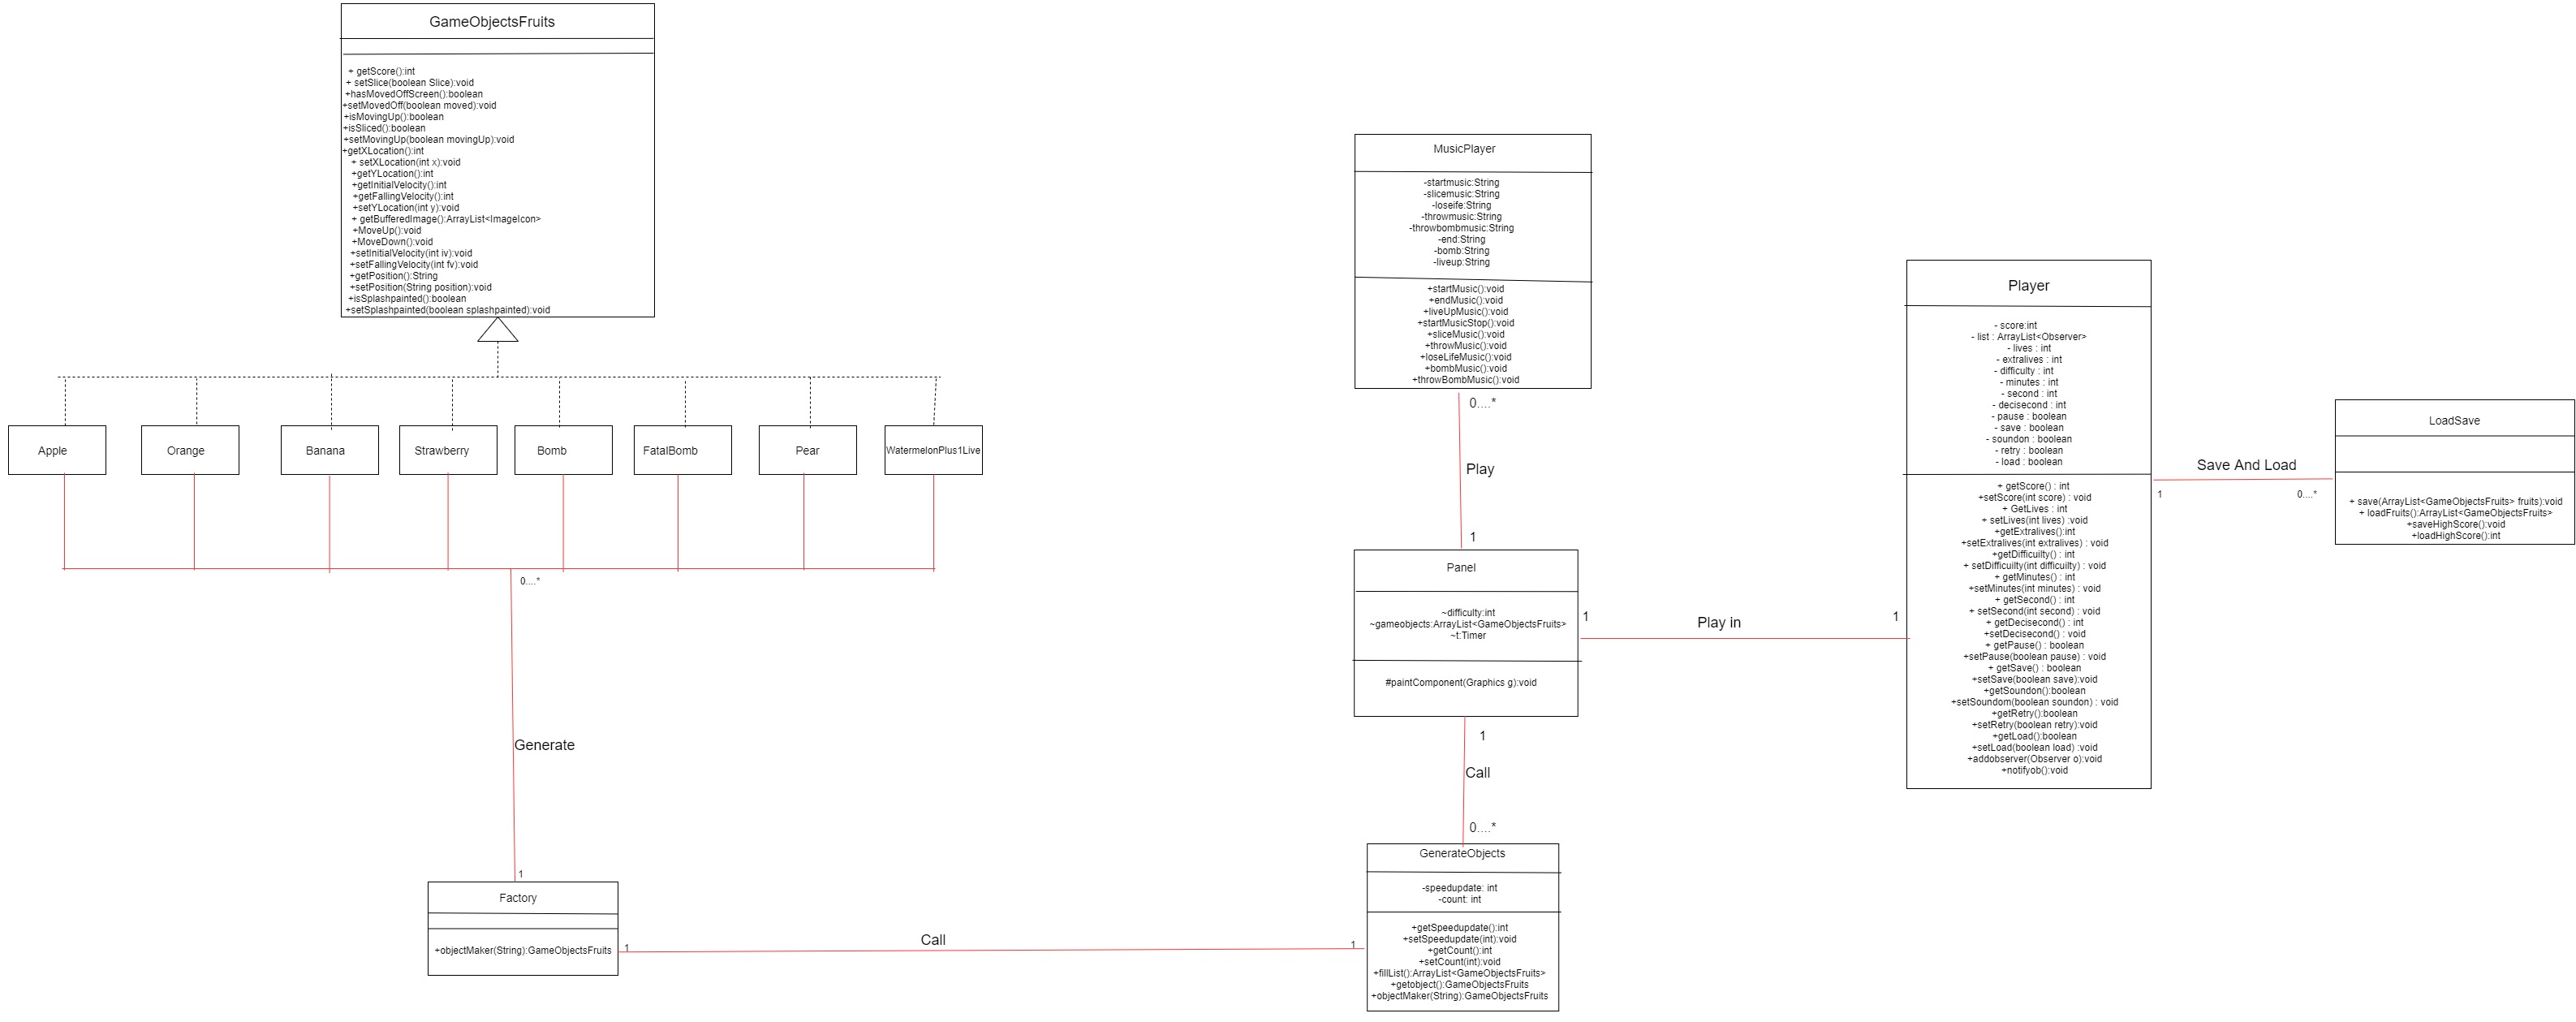 GameObjectsFruits
+ getScore():int
+ setSlice(boolean Slice):void
+hasMovedOffScreen():boolean
+setMovedOff(boolean moved):void
+isMovingUp():boolean
+isSliced():boolean
+setMovingUp(boolean movingUp):void
+getXLocation():int
+ setXLocation(int x):void
+getYLocation():int
+getInitialVelocity():int
+getFallingVelocity():int
+setYLocation(int y):void
+ getBufferedImage():ArrayList<ImageIcon>
+MoveUp():void
+MoveDown():void
+setInitialVelocity(int iv):void
+setFallingVelocity(int fv):void
+getPosition():String
+setPosition(String position):void
+isSplashpainted():boolean
+setSplashpainted(boolean splashpainted):void
Apple
Orange
Banana
Strawberry
Bomb
FatalBomb
Pear
WatermelonPlus1Live
0....*
Generate
1
Factory
+objectMaker(String):GameObjectsFruits
1
Call
1
MusicPlayer
-startmusic:String
-slicemusic:String
-loseife:String
-throwmusic:String
-throwbombmusic:String
-end:String
-bomb:String
-liveup:String
+startMusic():void
+endMusic():void
+liveUpMusic():void
+startMusicStop():void
+sliceMusic():void
+throwMusic():void
+loseLifeMusic():void
+bombMusic():void
+throwBombMusic():void
0....*
Play
1
Panel
~difficulty:int
~gameobjects:ArrayList<GameObjectsFruits>
~t:Timer
#paintComponent(Graphics g):void
1
Call
0....*
GenerateObjects
-speedupdate: int
-count: int
+getSpeedupdate():int
+setSpeedupdate(int):void
+getCount():int
+setCount(int):void
+fillList():ArrayList<GameObjectsFruits>
+getobject():GameObjectsFruits
+objectMaker(String):GameObjectsFruits
1
Play in
1
Player
- score:int
- list : ArrayList<Observer>
- lives : int
- extralives : int
- difficulty : int
- minutes : int
- second : int
- decisecond : int
- pause : boolean
- save : boolean
- soundon : boolean
- retry : boolean
- load : boolean
+ getScore() : int
+setScore(int score) : void
+ GetLives : int
+ setLives(int lives) :void
+getExtralives():int
+setExtralives(int extralives) : void
+getDifficuilty() : int
+ setDifficuilty(int difficuilty) : void
+ getMinutes() : int
+setMinutes(int minutes) : void
+ getSecond() : int
+ setSecond(int second) : void
+ getDecisecond() : int
+setDecisecond() : void
+ getPause() : boolean
+setPause(boolean pause) : void
+ getSave() : boolean
+setSave(boolean save):void
+getSoundon():boolean
+setSoundom(boolean soundon) : void
+getRetry():boolean
+setRetry(boolean retry):void
+getLoad():boolean
+setLoad(boolean load) :void
+addobserver(Observer o):void
+notifyob():void
Save And Load
1
0....*
LoadSave
+ save(ArrayList<GameObjectsFruits> fruits):void
+ loadFruits():ArrayList<GameObjectsFruits>
+saveHighScore():void
+loadHighScore():int